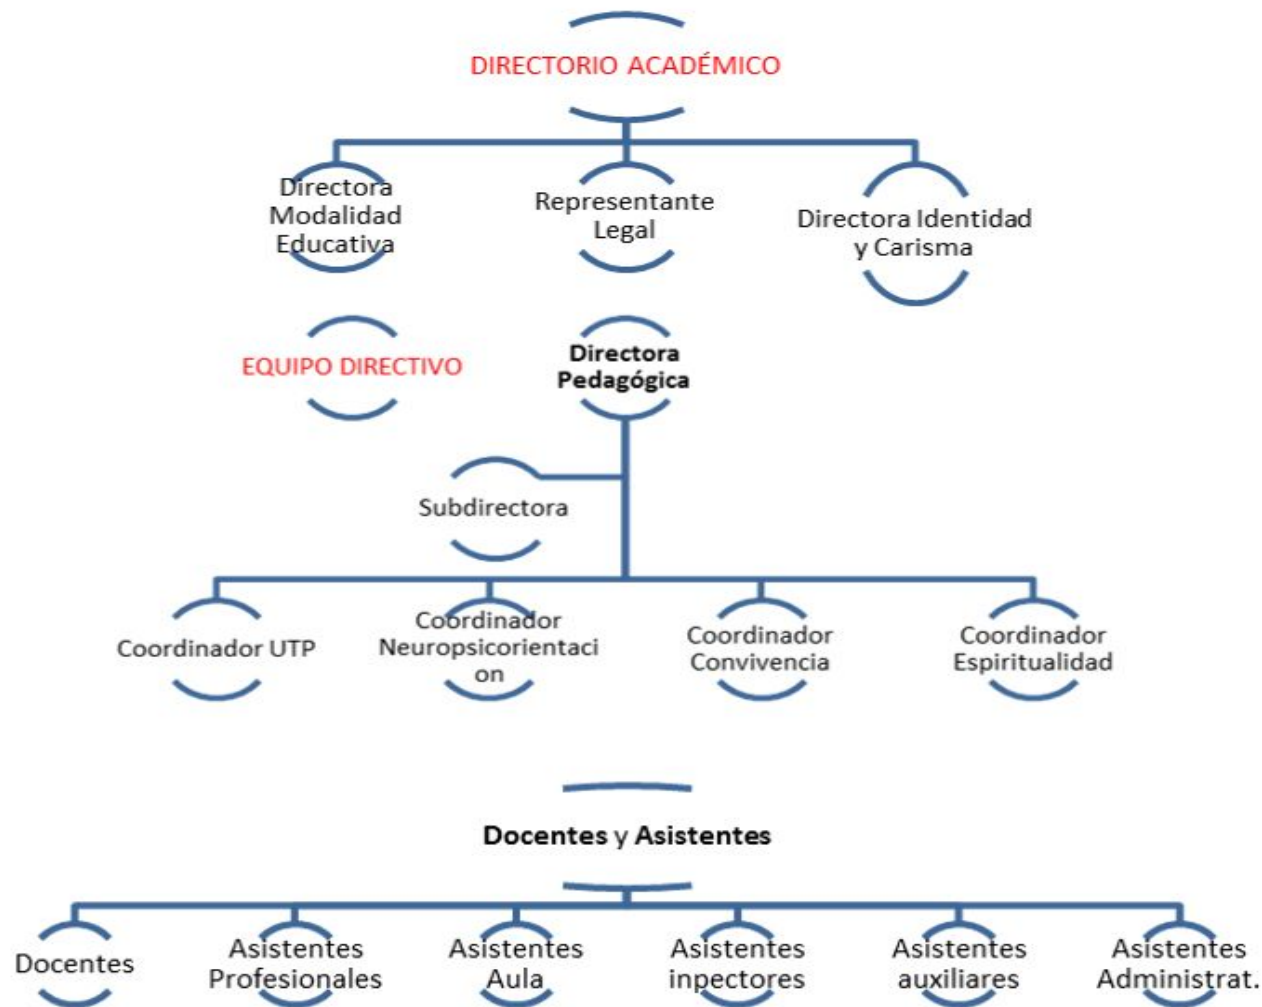 DIRECTORIO ACADÉMICO
Directora
Modalidad
Educativa
Representante
Legal
Directora Identidad
y Carisma
EQUIPO DIRECTIVO
Directora
Pedagógica
Subdirectora
Coordinador UTP
Coordinador
Neuropsicorientaci
on
Coordinador
Convivencia
Coordinador
Espiritualidad
Docentes y Asistentes
Docentes
Asistentes
Profesionales
Asistentes
Aula
Asistentes
inpectores
Asistentes
auxiliares
Asistentes
Administrat.